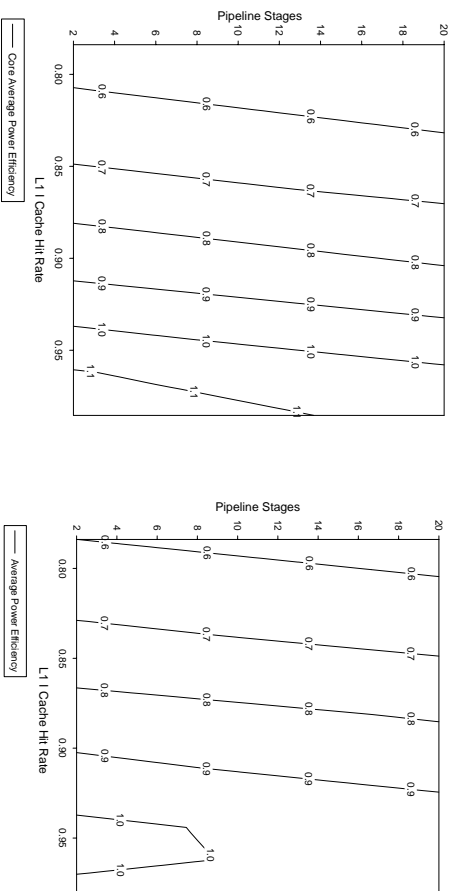 Pipeline Stages
2 4 6 8 10 12 14 16 18 20
0.80 0.85 0.90 0.95
0.6 0.6 0.6 0.6
0.7 0.7 0.7 0.7
0.8 0.8 0.8 0.8
0.9 0.9 0.9 0.9
1.0 1.0 1.0 1.0
1.1 1.1 1.1
L1 I Cache Hit Rate
Core Average Power Efficiency
Pipeline Stages
2 4 6 8 10 12 14 16 18 20
0.80 0.85 0.90 0.95
0.6 0.6 0.6 0.6
0.7 0.7 0.7 0.7
0.8 0.8 0.8 0.8
0.9 0.9 0.9 0.9
1.0 1.0 1.0
L1 I Cache Hit Rate
Average Power Efficiency